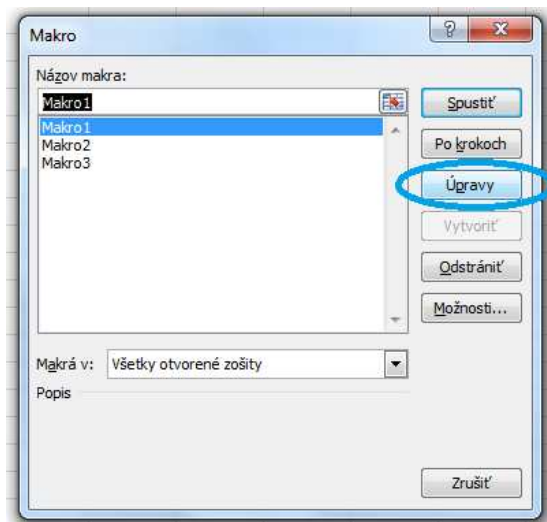 Makro
Názov makra:
Makro1
Makro1
Makro2
Makro3
Spustiť
Po krokoch
Úpravy
Vytvoriť
Odstrániť
Možnosti...
Makrá v: Všetky otvorené zošity
Popis
Zrušiť